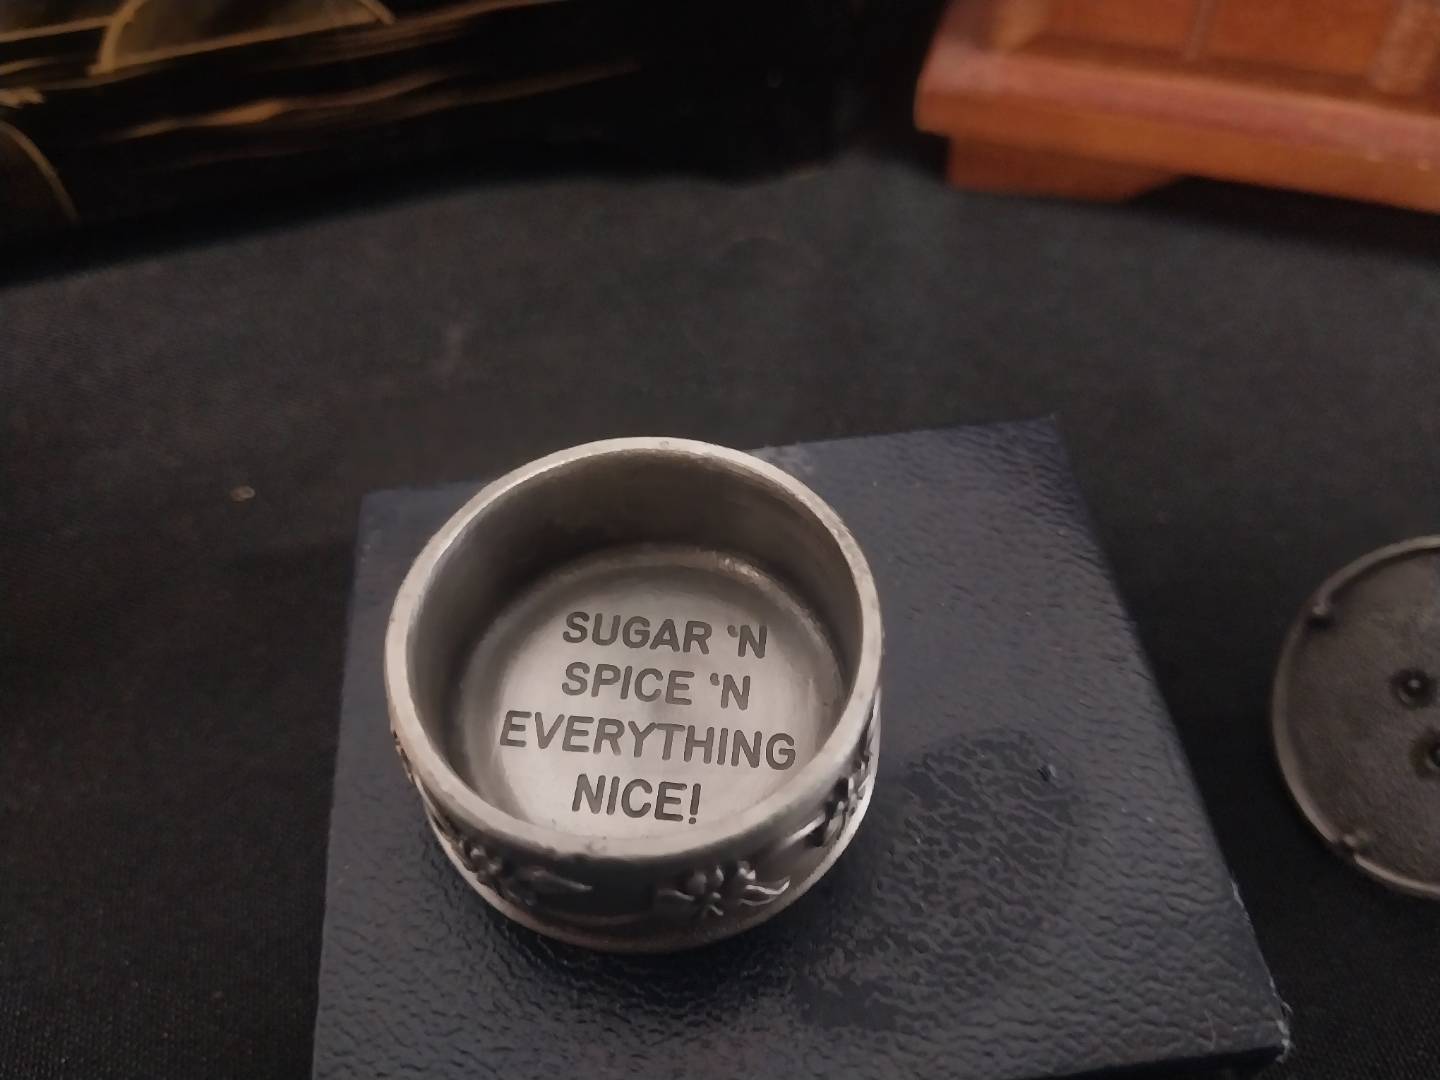 SUGAR ‘N
SPICE ‘N
EVERYTHING
NICE!